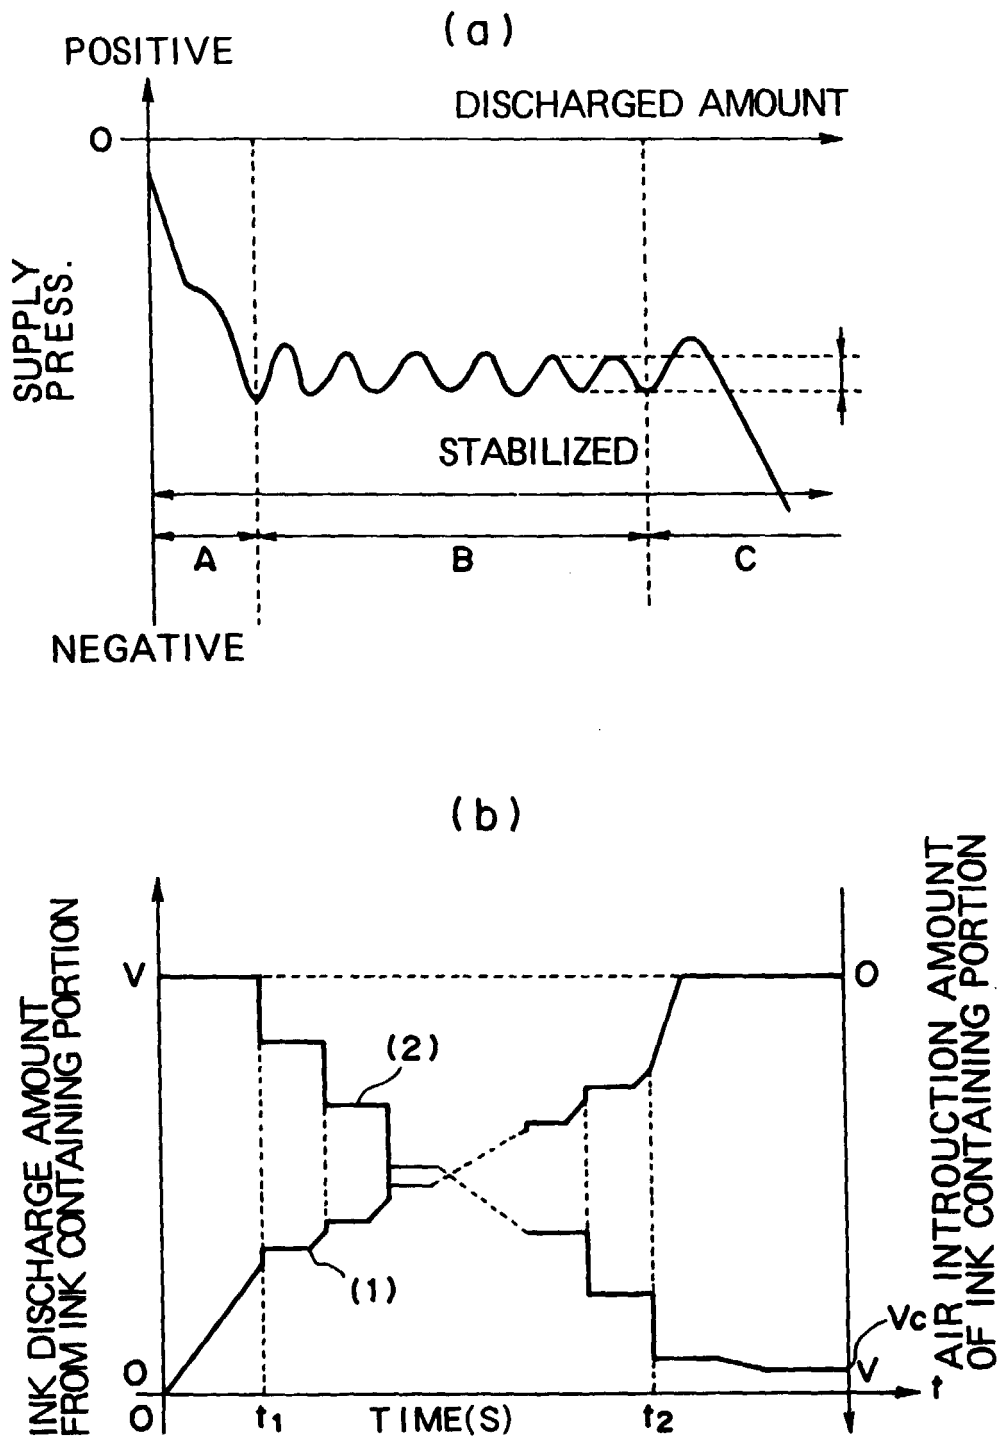 (a)
POSITIVE
DISCHARGED AMOUNT
0
SUPPLY
PRESS.
STABILIZED
A
B
C
NEGATIVE
(b)
INK DISCHARGE AMOUNT
FROM INK CONTAINING PORTION
AIR INTRODUCTION AMOUNT
OF INK CONTAINING PORTION
V
0
(2)
(1)
Vc
0
V
t
0
t1
TIME(S)
t2